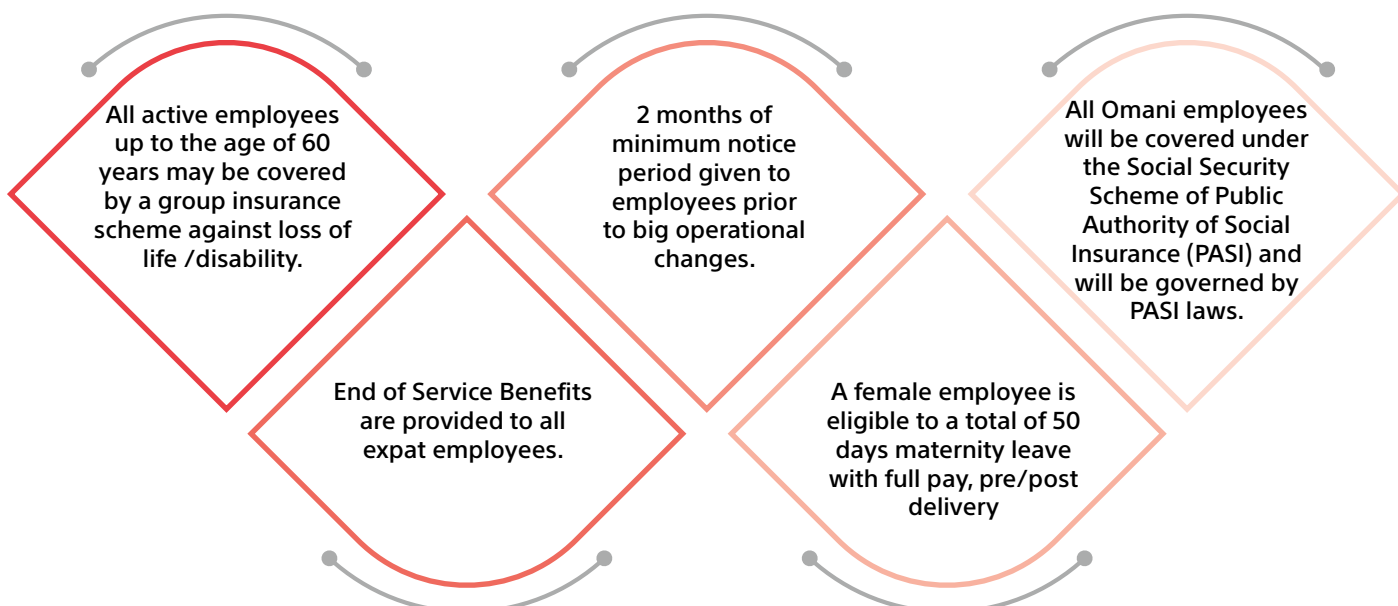 All active employees
up to the age of 60
years may be covered
by a group insurance
scheme against loss of
life /disability.
End of Service Benefits
are provided to all
expat employees.
2 months of
minimum notice
period given to
employees prior
to big operational
changes.
A female employee is
eligible to a total of 50
days maternity leave
with full pay, pre/post
delivery
All Omani employees
will be covered under
the Social Security
Scheme of Public
Authority of Social
Insurance (PASI) and
will be governed by
PASI laws.